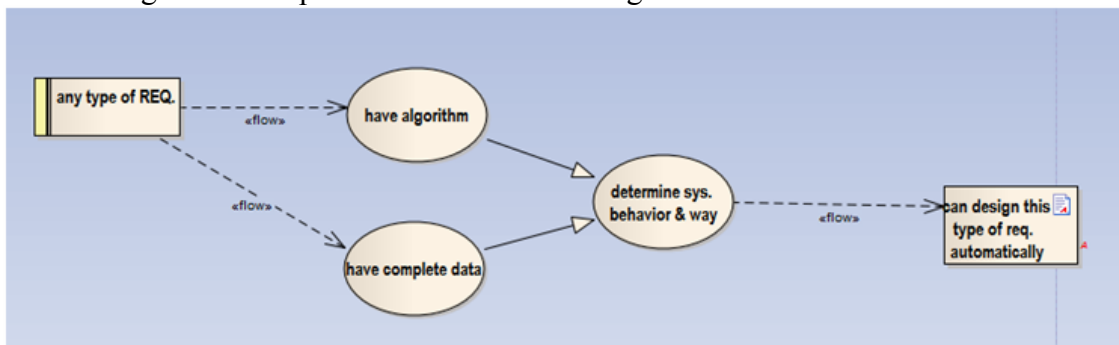 any type of REQ.
«flow»
have algorithm
«flow»
have complete data
determine sys.
behavior & way
«flow»
can design this
type of req.
automatically
A